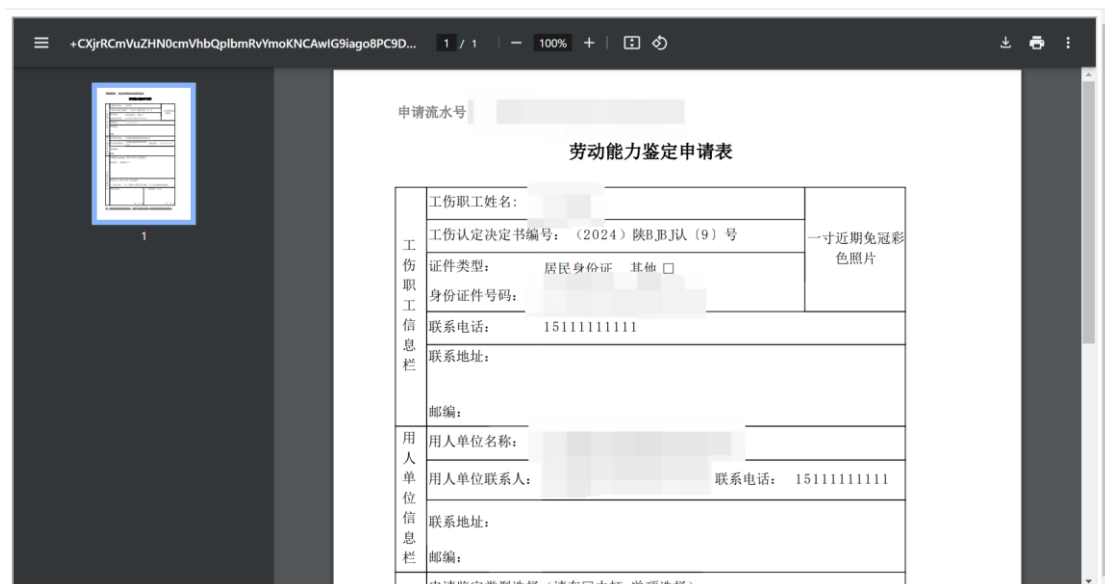 +CXjrRCmVuZHN0cmVhbQplbmRvYmoKNCAwIG9iago8PC9D... 1 / 1 100%
1
申请流水号
劳动能力鉴定申请表
工伤职工信息栏
工伤职工姓名:
工伤认定决定书编号: （2024）陕BJBJ认〔9〕号
一寸近期免冠彩色照片
证件类型: 居民身份证 其他 □
身份证件号码:
联系电话: 15111111111
联系地址:
邮编:
用人单位信息栏
用人单位名称:
用人单位联系人: 联系电话: 15111111111
联系地址:
邮编: